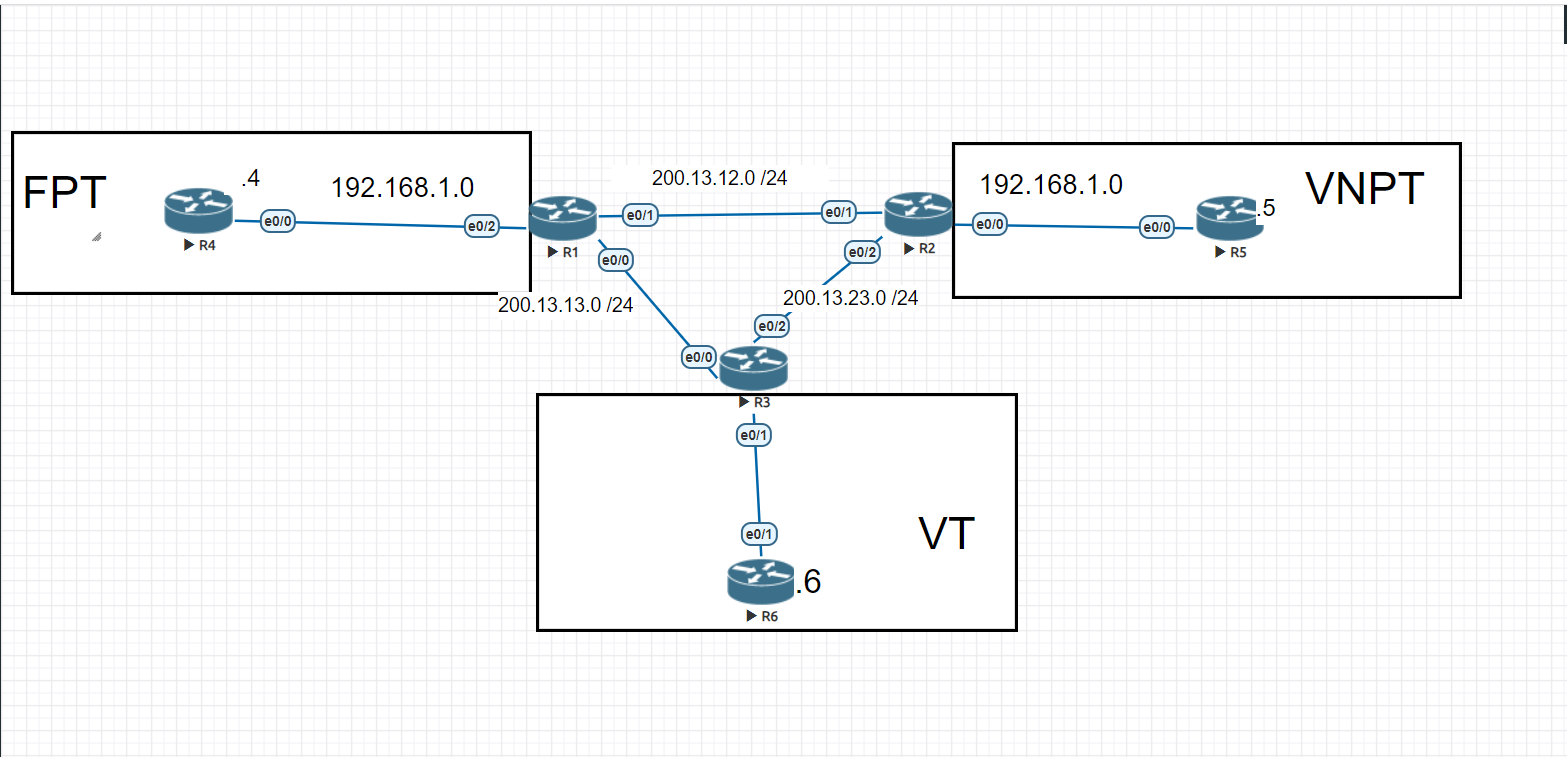 FPT
.4
192.168.1.0
e0/0
e0/2
R4
R1
200.13.12.0 /24
e0/1
e0/1
e0/0
e0/2
R2
192.168.1.0
VNPT
e0/0
e0/0
.5
R5
200.13.13.0 /24
200.13.23.0 /24
e0/2
e0/0
R3
e0/1
VT
e0/1
.6
R6